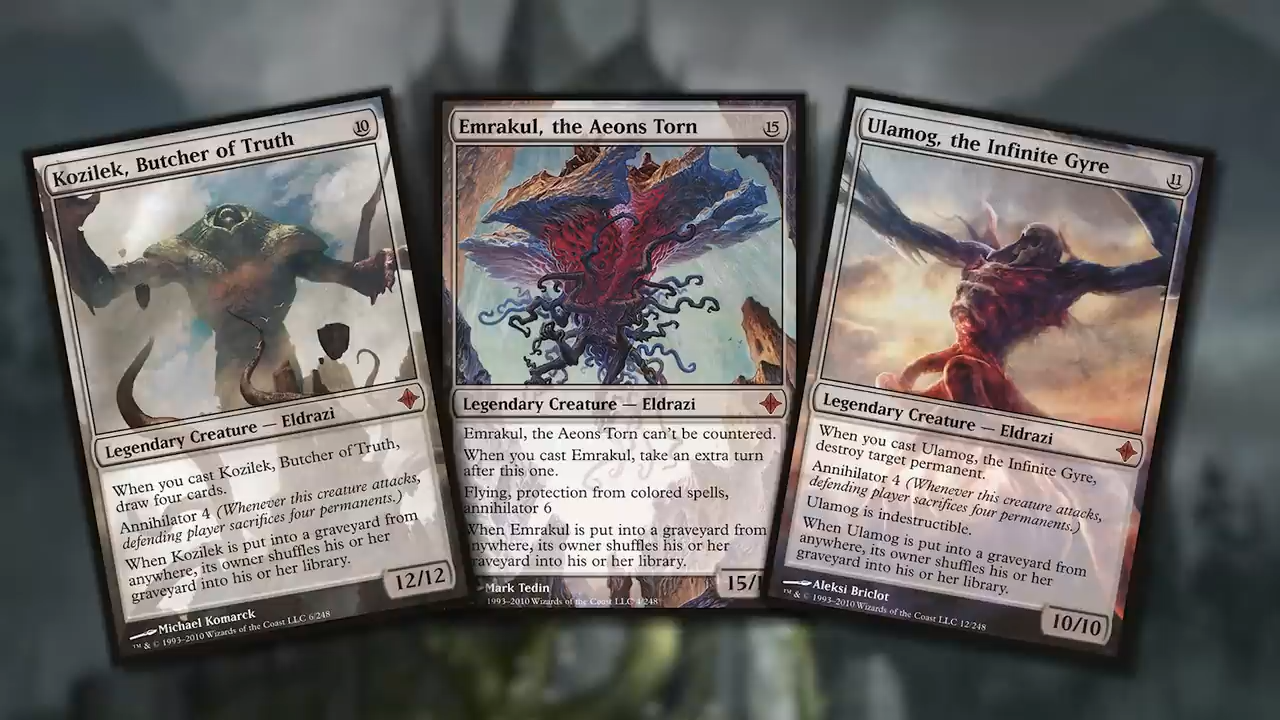 Kozilek, Butcher of Truth 10
Legendary Creature — Eldrazi
When you cast Kozilek, Butcher of Truth,
draw four cards.
Annihilator 4 (Whenever this creature attacks,
defending player sacrifices four permanents.)
When Kozilek is put into a graveyard from
anywhere, its owner shuffles his or her
graveyard into his or her library.
12/12
Michael Komarck
™ & © 1993-2010 Wizards of the Coast LLC 6/248
Emrakul, the Aeons Torn 15
Legendary Creature — Eldrazi
Emrakul, the Aeons Torn can't be countered.
When you cast Emrakul, take an extra turn
after this one.
Flying, protection from colored spells,
annihilator 6
When Emrakul is put into a graveyard from
nywhere, its owner shuffles his or her
raveyard into his or her library.
15/1
Mark Tedin
1993-2010 Wizards of the Coast LLC 4/248
Ulamog, the Infinite Gyre 11
Legendary Creature — Eldrazi
When you cast Ulamog, the Infinite Gyre,
destroy target permanent.
Annihilator 4 (Whenever this creature attacks,
defending player sacrifices four permanents.)
Ulamog is indestructible.
When Ulamog is put into a graveyard from
anywhere, its owner shuffles his or her
graveyard into his or her library.
Aleksi Briclot
™ & © 1993-2010 Wizards of the Coast LLC 12/248
10/10